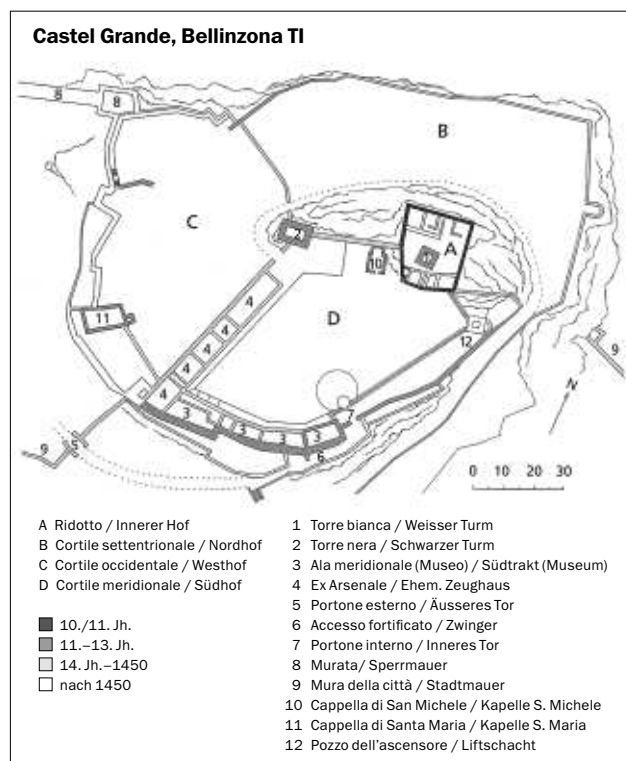 Castel Grande, Bellinzona TI
8
8
B
C
2
A
1
10
4
D
11
4
12
9
4
4
4
3
7
3
3
3
9
5
6
N
0 10 20 30
A Ridotto / Innerer Hof
B Cortile settentrionale / Nordhof
C Cortile occidentale / Westhof
D Cortile meridionale / Südhof
10./11. Jh.
11.–13. Jh.
14. Jh.–1450
nach 1450
1 Torre bianca / Weisser Turm
2 Torre nera / Schwarzer Turm
3 Ala meridionale (Museo) / Südtrakt (Museum)
4 Ex Arsenale / Ehem. Zeughaus
5 Portone esterno / Äusseres Tor
6 Accesso fortificato / Zwinger
7 Portone interno / Inneres Tor
8 Murata/ Sperrmauer
9 Mura della città / Stadtmauer
10 Cappella di San Michele / Kapelle S. Michele
11 Cappella di Santa Maria / Kapelle S. Maria
12 Pozzo dell'ascensore / Liftschacht